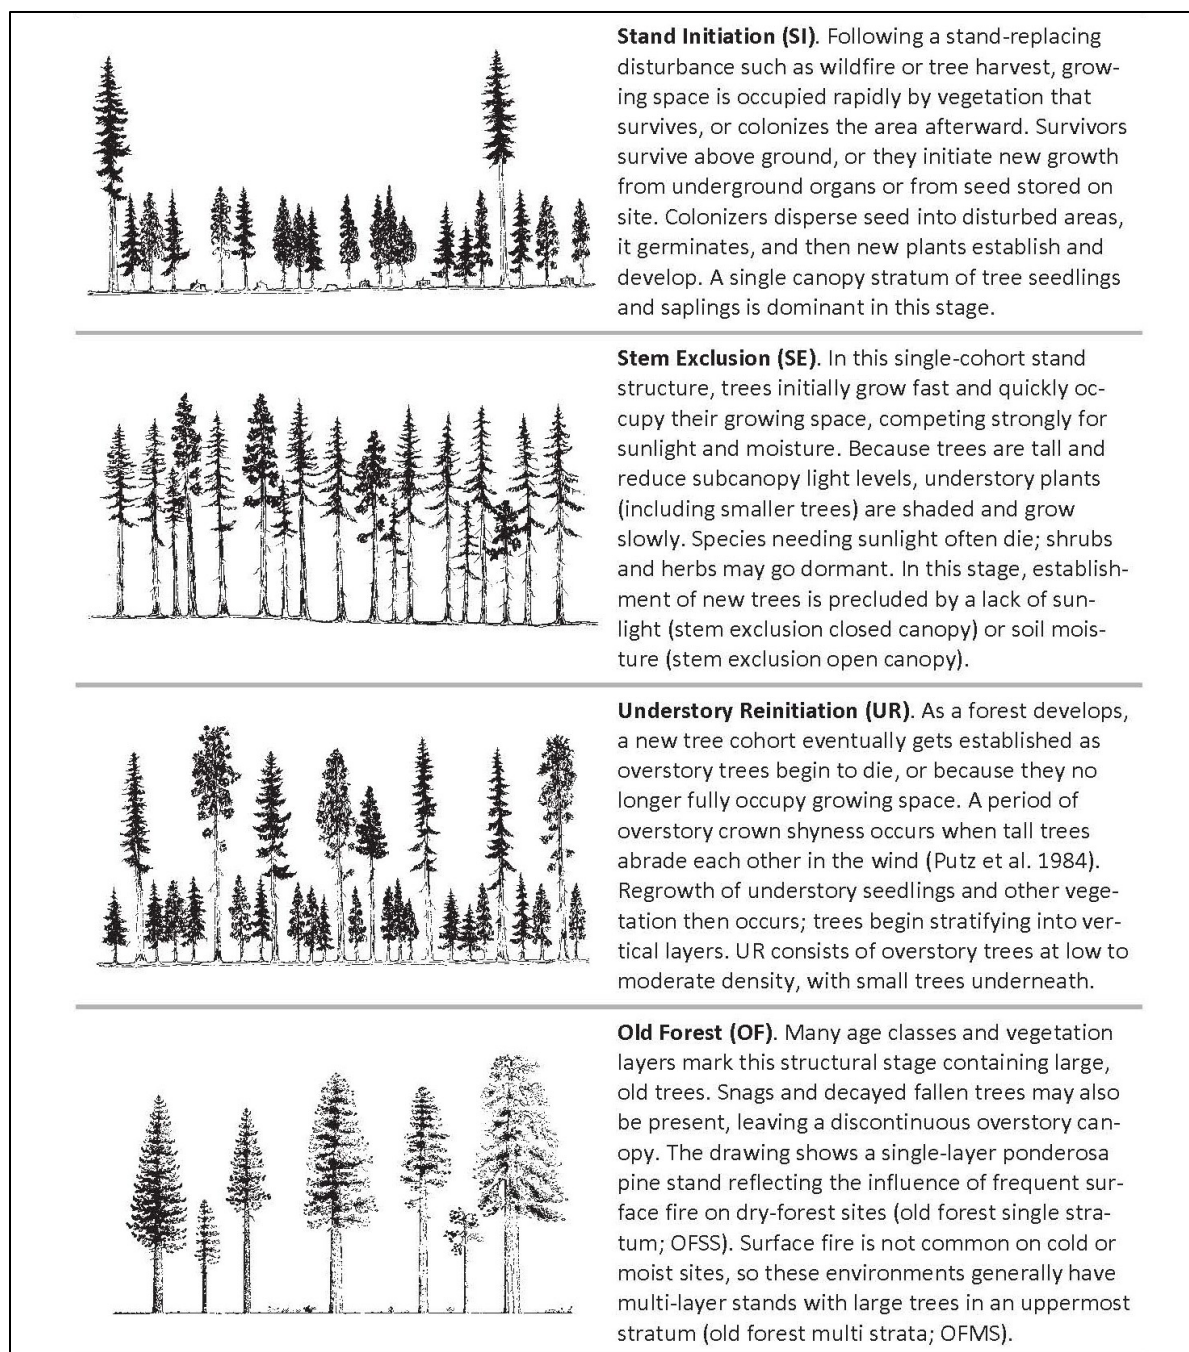 Stand Initiation (SI). Following a stand-replacing
disturbance such as wildfire or tree harvest, grow-
ing space is occupied rapidly by vegetation that
survives, or colonizes the area afterward. Survivors
survive above ground, or they initiate new growth
from underground organs or from seed stored on
site. Colonizers disperse seed into disturbed areas,
it germinates, and then new plants establish and
develop. A single canopy stratum of tree seedlings
and saplings is dominant in this stage.
Stem Exclusion (SE). In this single-cohort stand
structure, trees initially grow fast and quickly oc-
cupy their growing space, competing strongly for
sunlight and moisture. Because trees are tall and
reduce subcanopy light levels, understory plants
(including smaller trees) are shaded and grow
slowly. Species needing sunlight often die; shrubs
and herbs may go dormant. In this stage, establish-
ment of new trees is precluded by a lack of sun-
light (stem exclusion closed canopy) or soil mois-
ture (stem exclusion open canopy).
Understory Reinitiation (UR). As a forest develops,
a new tree cohort eventually gets established as
overstory trees begin to die, or because they no
longer fully occupy growing space. A period of
overstory crown shyness occurs when tall trees
abrade each other in the wind (Putz et al. 1984).
Regrowth of understory seedlings and other vege-
tation then occurs; trees begin stratifying into ver-
tical layers. UR consists of overstory trees at low to
moderate density, with small trees underneath.
Old Forest (OF). Many age classes and vegetation
layers mark this structural stage containing large,
old trees. Snags and decayed fallen trees may also
be present, leaving a discontinuous overstory can-
opy. The drawing shows a single-layer ponderosa
pine stand reflecting the influence of frequent sur-
face fire on dry-forest sites (old forest single stra-
tum; OFSS). Surface fire is not common on cold or
moist sites, so these environments generally have
multi-layer stands with large trees in an uppermost
stratum (old forest multi strata; OFMS).